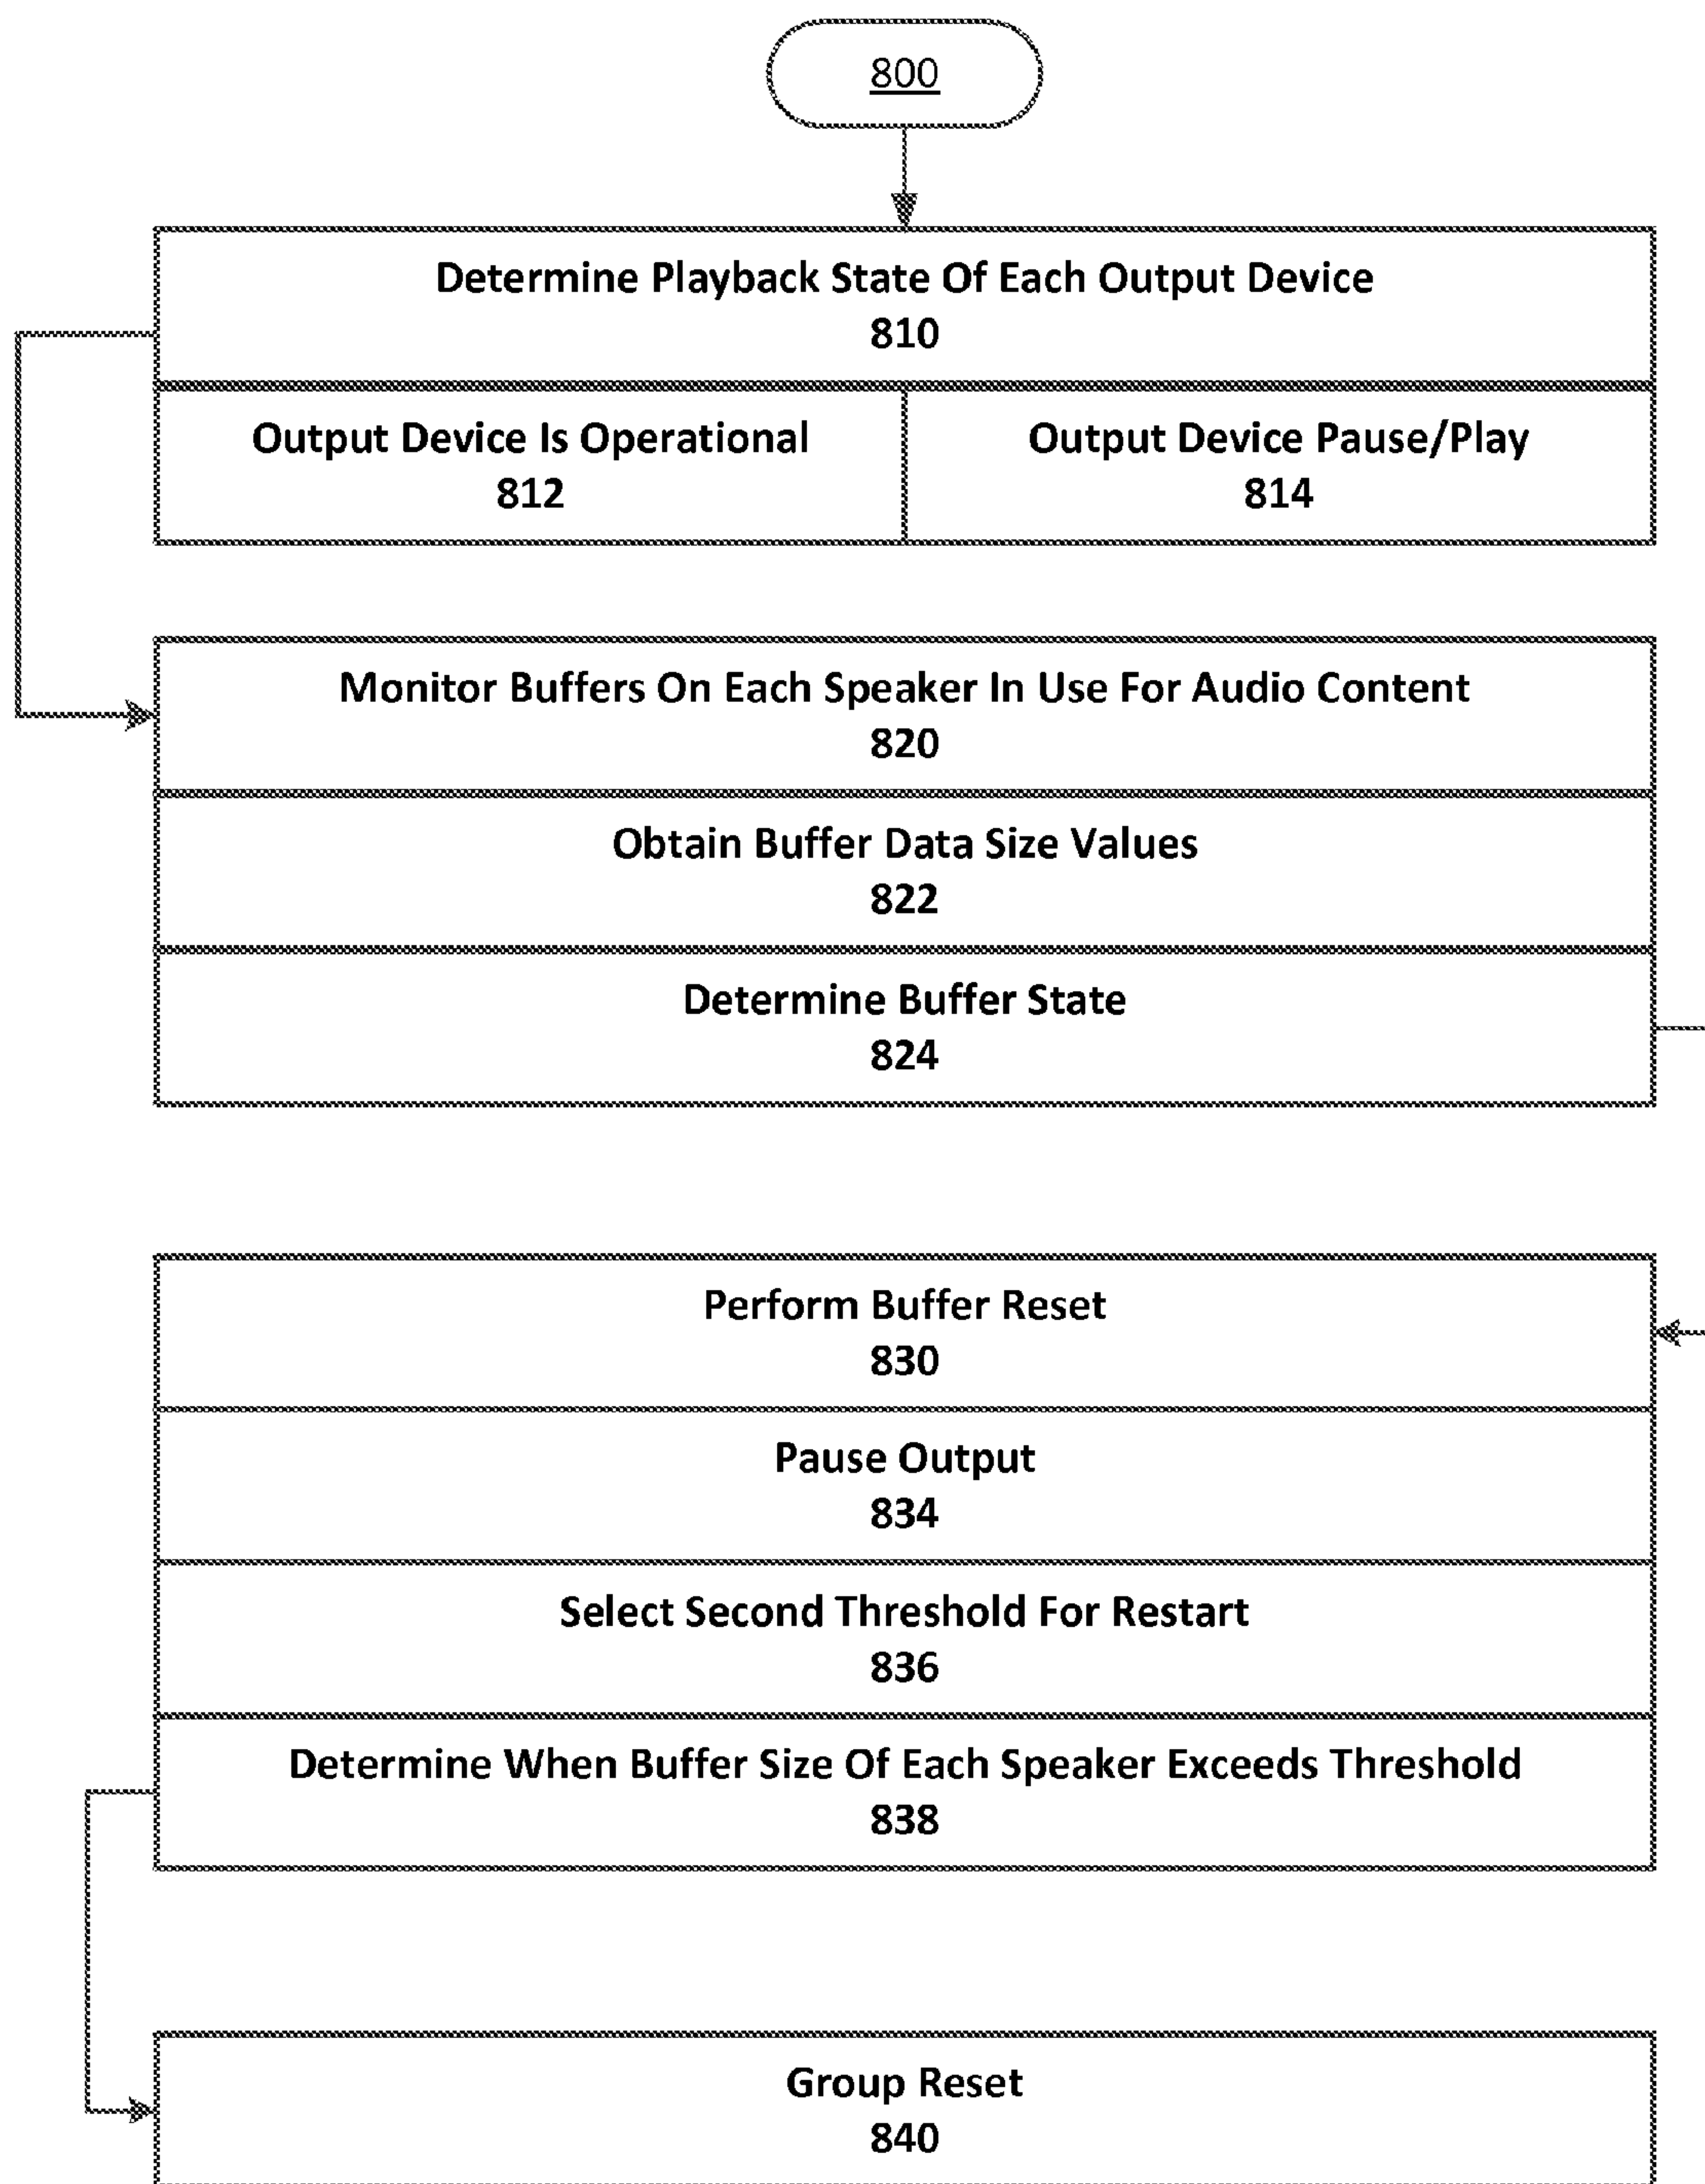 800
Determine Playback State Of Each Output Device
810
Output Device Is Operational
812
Output Device Pause/Play
814
Monitor Buffers On Each Speaker In Use For Audio Content
820
Obtain Buffer Data Size Values
822
Determine Buffer State
824
Perform Buffer Reset
830
Pause Output
834
Select Second Threshold For Restart
836
Determine When Buffer Size Of Each Speaker Exceeds Threshold
838
Group Reset
840